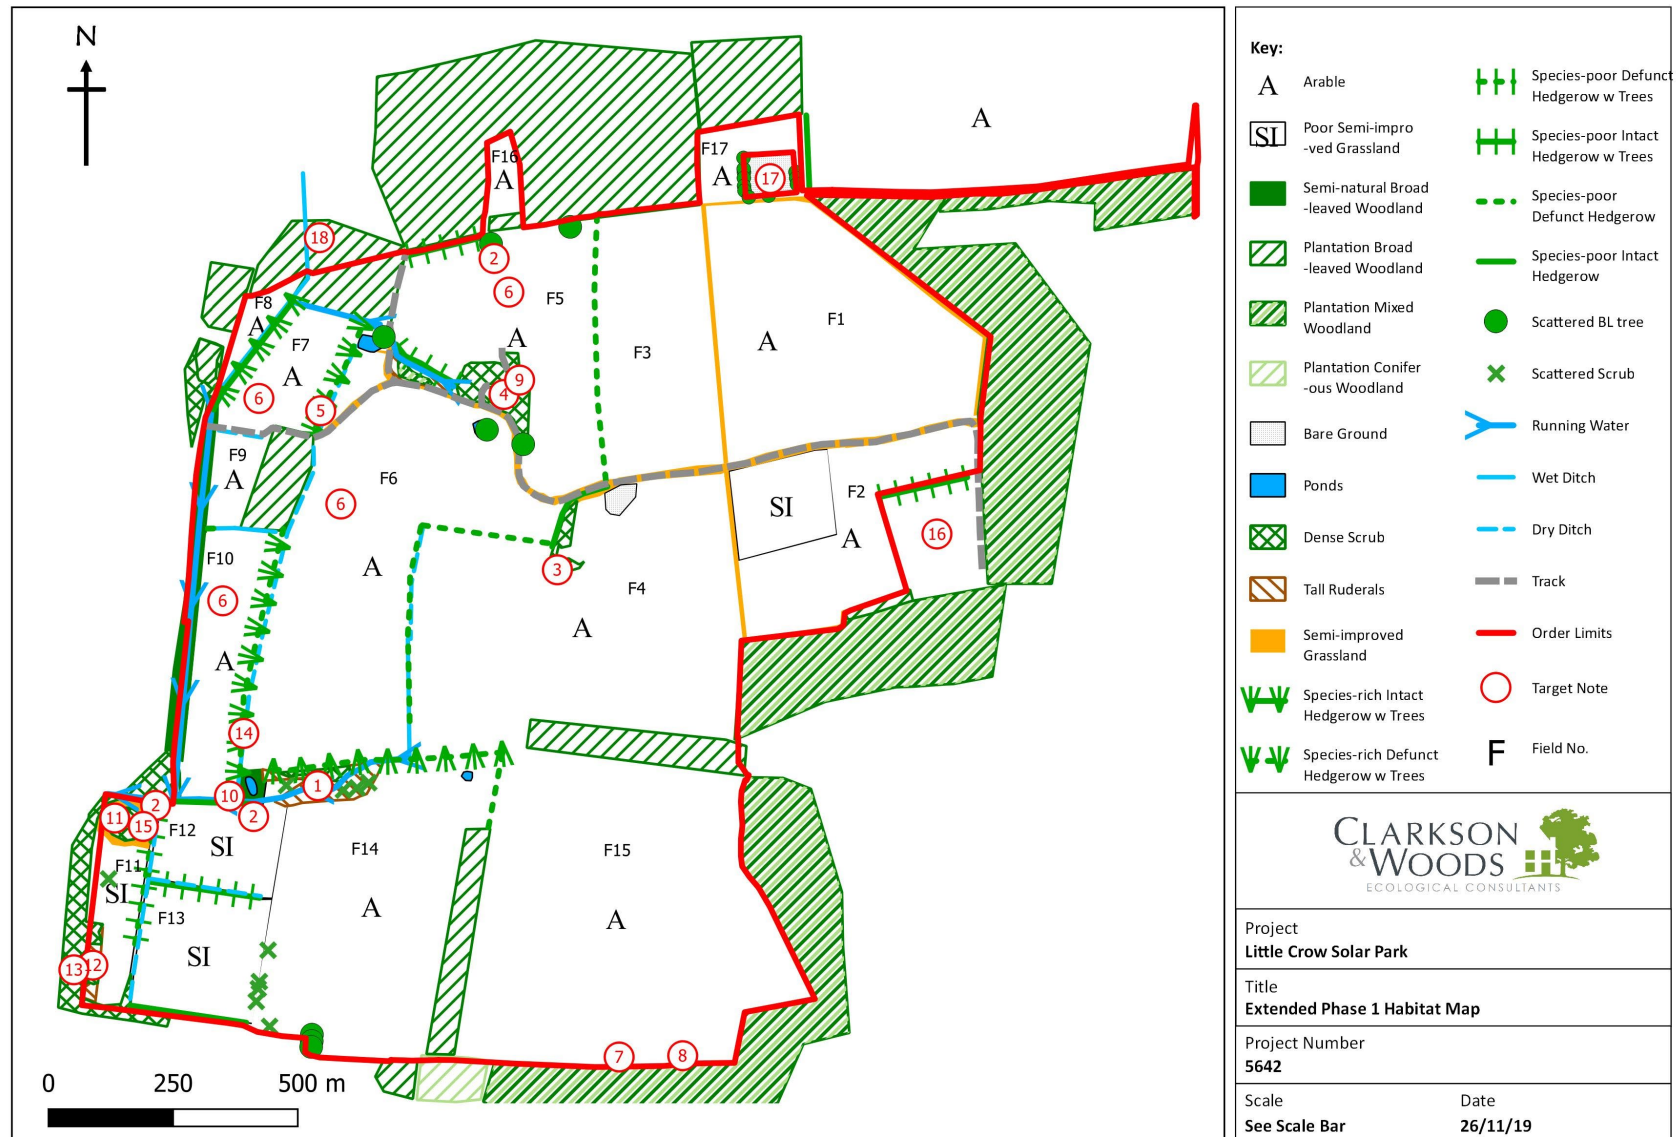 N
A
F16
A
F17
A
17
18
2
6
F5
A
F8
A
F7
A
6
5
9
4
F3
F1
A
F9
A
F6
6
A
SI
F2
A
16
F10
6
A
3
F4
A
14
10
1
2
2
11
15
F12
SI
F11
SI
F13
SI
F14
A
F15
A
13
12
7
8
0 250 500 m
Key:
A Arable
SI Poor Semi-impro
-ved Grassland
Semi-natural Broad
-leaved Woodland
Plantation Broad
-leaved Woodland
Plantation Mixed
Woodland
Plantation Conifer
-ous Woodland
Bare Ground
Ponds
Dense Scrub
Tall Ruderals
Semi-improved
Grassland
Species-rich Intact
Hedgerow w Trees
Species-rich Defunct
Hedgerow w Trees
Species-poor Defunct
Hedgerow w Trees
Species-poor Intact
Hedgerow w Trees
Species-poor
Defunct Hedgerow
Species-poor Intact
Hedgerow
Scattered BL tree
Scattered Scrub
Running Water
Wet Ditch
Dry Ditch
Track
Order Limits
Target Note
F Field No.
CLARKSON
&WOODS
ECOLOGICAL CONSULTANTS
Project
Little Crow Solar Park
Title
Extended Phase 1 Habitat Map
Project Number
5642
Scale
See Scale Bar
Date
26/11/19